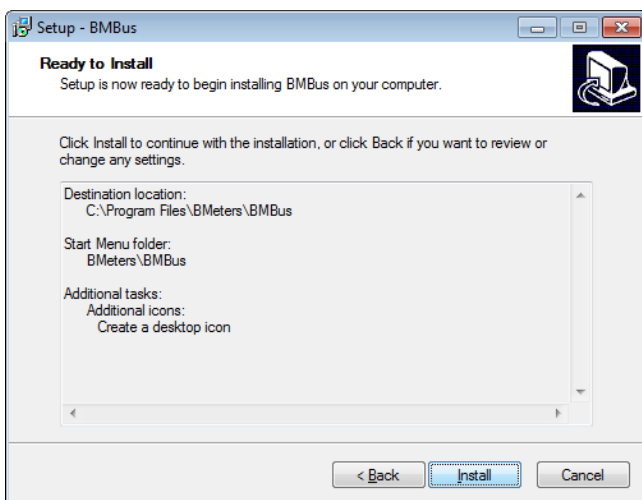 Setup - BMBus
Ready to Install
Setup is now ready to begin installing BMBus on your computer.
Click Install to continue with the installation, or click Back if you want to review or
change any settings.
Destination location:
C:\Program Files\BMeters\BMBus
Start Menu folder:
BMeters\BMBus
Additional tasks:
Additional icons:
Create a desktop icon
< Back
Install
Cancel